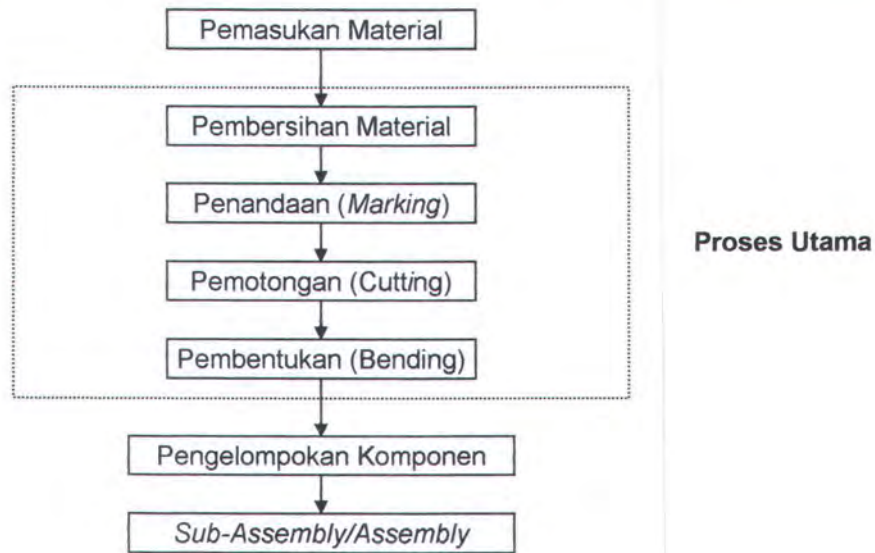 Pemasukan Material
Pembersihan Material
Penandaan (Marking)
Pemotongan (Cutting)
Pembentukan (Bending)
Proses Utama
Pengelompokan Komponen
Sub-Assembly/Assembly